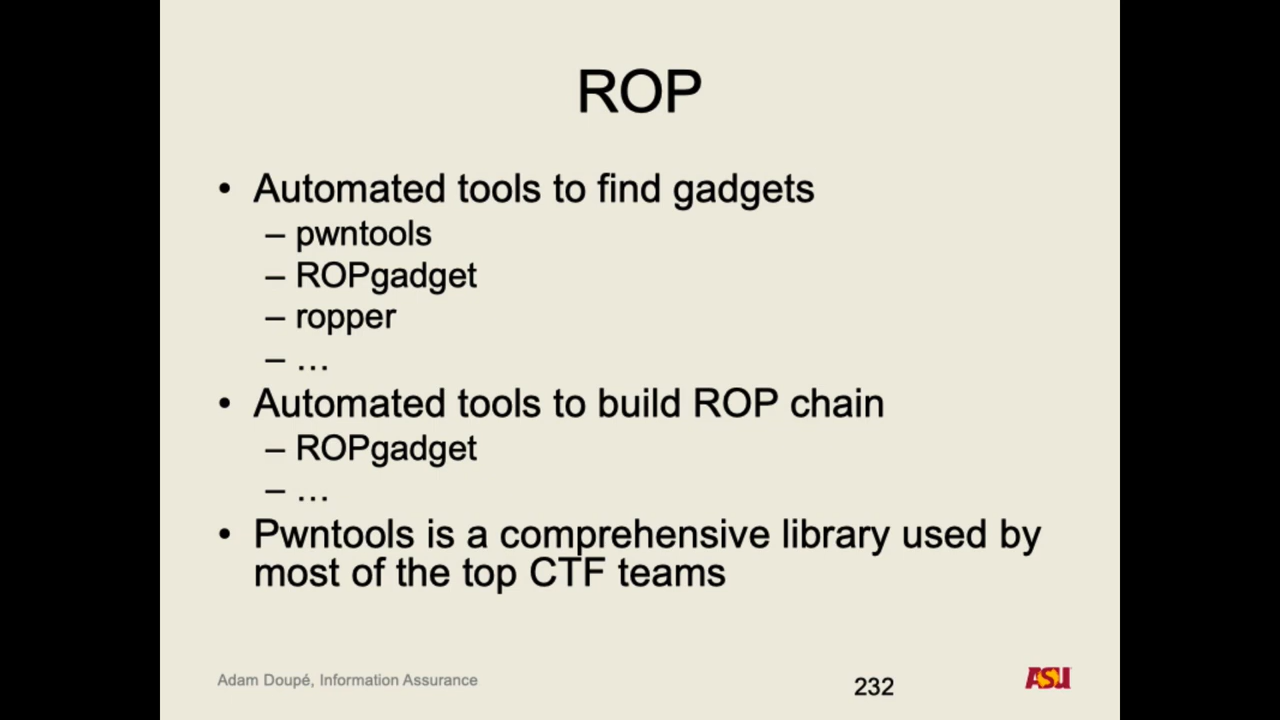 ROP
• Automated tools to find gadgets
– pwntools
– ROPgadget
– ropper
– …
• Automated tools to build ROP chain
– ROPgadget
– …
• Pwntools is a comprehensive library used by
most of the top CTF teams
Adam Doupé, Information Assurance
232
ASU